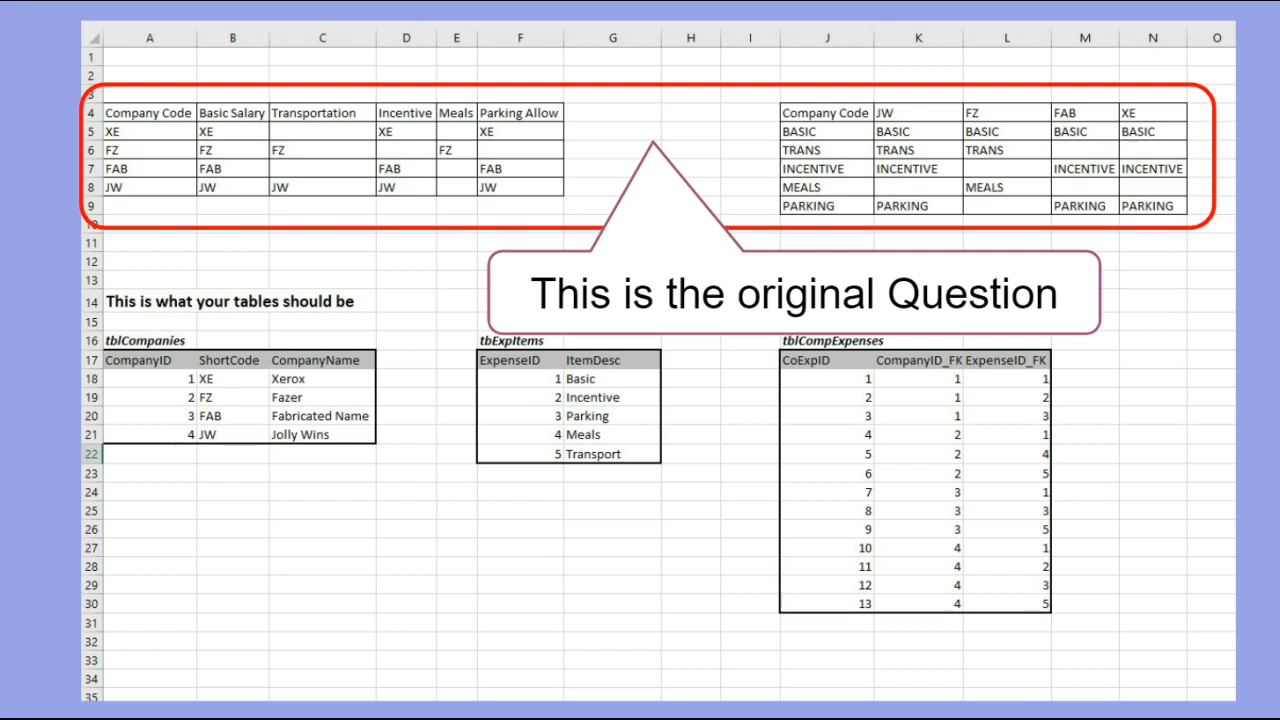 A B C D E F G H I J K L M N O
1
2
3
4 Company Code Basic Salary Transportation Incentive Meals Parking Allow Company Code JW FZ FAB XE
5 XE XE XE XE BASIC BASIC BASIC BASIC BASIC
6 FZ FZ FZ FZ TRANS TRANS TRANS
7 FAB FAB FAB FAB INCENTIVE INCENTIVE INCENTIVE INCENTIVE
8 JW JW JW JW JW MEALS MEALS
9 PARKING PARKING PARKING PARKING
10
11
12
13
This is the original Question
14 This is what your tables should be
15
16 tblCompanies tbExpItems tblCompExpenses
17 CompanyID ShortCode CompanyName ExpenseID ItemDesc CoExpID CompanyID_FK ExpenseID_FK
18 1 XE Xerox 1 Basic 1 1 1
19 2 FZ Fazer 2 Incentive 2 1 2
20 3 FAB Fabricated Name 3 Parking 3 1 3
21 4 JW Jolly Wins 4 Meals 4 2 1
22 5 Transport 5 2 4
23 6 2 5
24 7 3 1
25 8 3 3
26 9 3 5
27 10 4 1
28 11 4 2
29 12 4 3
30 13 4 5
31
32
33
34
35